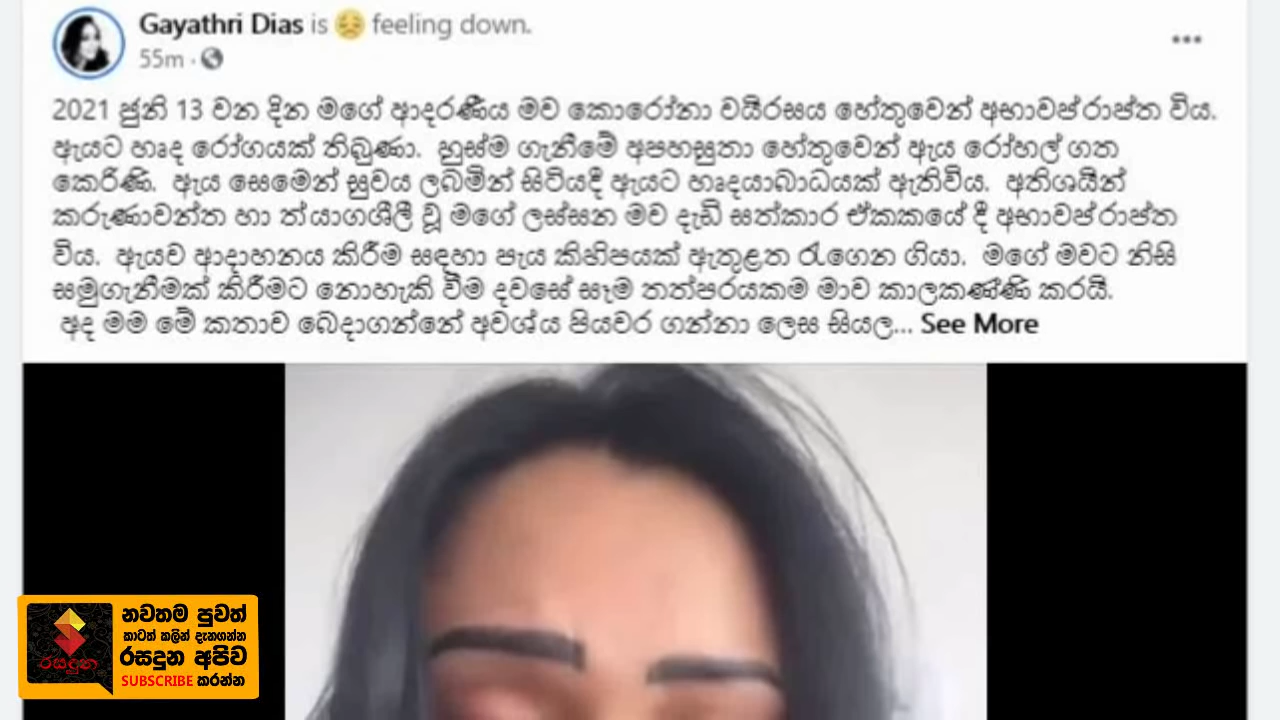 Gayathri Dias is 😔 feeling down.
55m ·
2021 ජුනි 13 වන දින මගේ ආදරණීය මව කොරෝනා වයිරසය හේතුවෙන් අභාවප්රාප්ත විය.
ඇයට හෘද රෝගයක් තිබුණා. හුස්ම ගැනීමේ අපහසුතා හේතුවෙන් ඇය රෝහල් ගත
කෙරිණි. ඇය සෙමෙන් සුවය ලබමින් සිටියදී ඇයට හෘදයාබාධයක් ඇතිවිය. අතිශයින්
කරුණාවන්ත හා ත්යාගශීලී වූ මගේ ලස්සන මව දැඩි සත්කාර ඒකකයේ දී අභාවප්රාප්ත
විය. ඇයව ආදාහනය කිරීම සඳහා පැය කිහිපයක් ඇතුළත රැගෙන ගියා. මගේ මවට නිසි
සමුගැනීමක් කිරීමට නොහැකි වීම දවසේ සෑම තත්පරයකම මාව කාලකණ්ණි කරයි.
අද මම මේ කතාව බෙදාගන්නේ අවශ්ය පියවර ගන්නා ලෙස සියල... See More
නවතම පුවත්
කාටත් කලින් දැනගන්න
රසදුන අපිව
SUBSCRIBE කරන්න
රසදුන